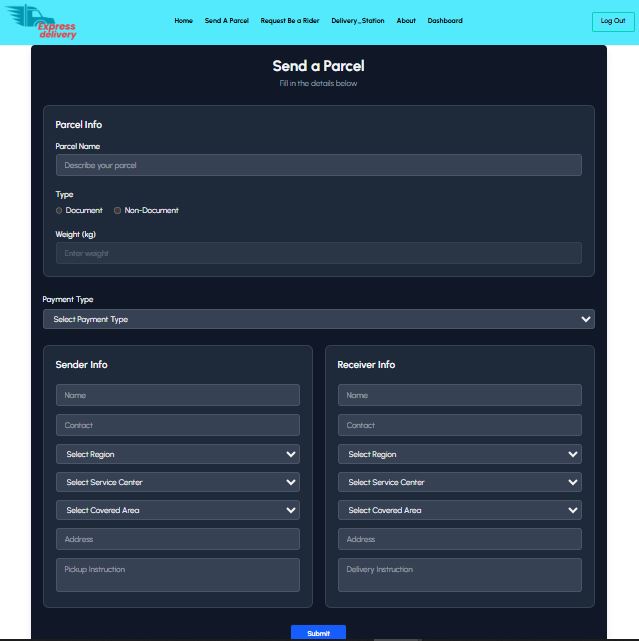 Express
delivery
Home Send A Parcel Request Be a Rider Delivery_Station About Dashboard Log Out
Send a Parcel
Fill in the details below
Parcel Info
Parcel Name
Describe your parcel
Type
Document Non-Document
Weight (kg)
Enter weight
Payment Type
Select Payment Type
Sender Info
Name
Contact
Select Region
Select Service Center
Select Covered Area
Address
Pickup Instruction
Receiver Info
Name
Contact
Select Region
Select Service Center
Select Covered Area
Address
Delivery Instruction
Submit